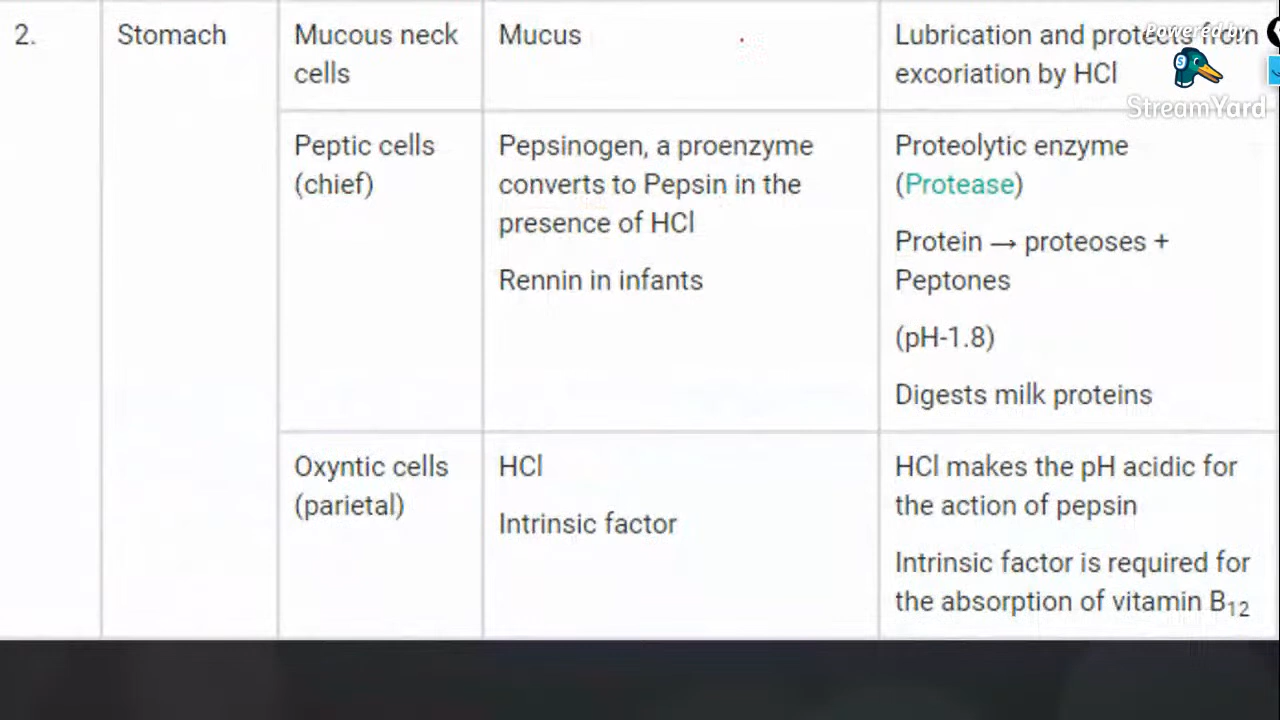 2.
Stomach
Mucous neck
cells
Mucus
Lubrication and protects from
excoriation by HCl
Powered by
StreamYard
Peptic cells
(chief)
Pepsinogen, a proenzyme
converts to Pepsin in the
presence of HCl
Rennin in infants
Proteolytic enzyme
(Protease)
Protein → proteoses +
Peptones
(pH-1.8)
Digests milk proteins
Oxyntic cells
(parietal)
HCl
Intrinsic factor
HCl makes the pH acidic for
the action of pepsin
Intrinsic factor is required for
the absorption of vitamin B₁₂